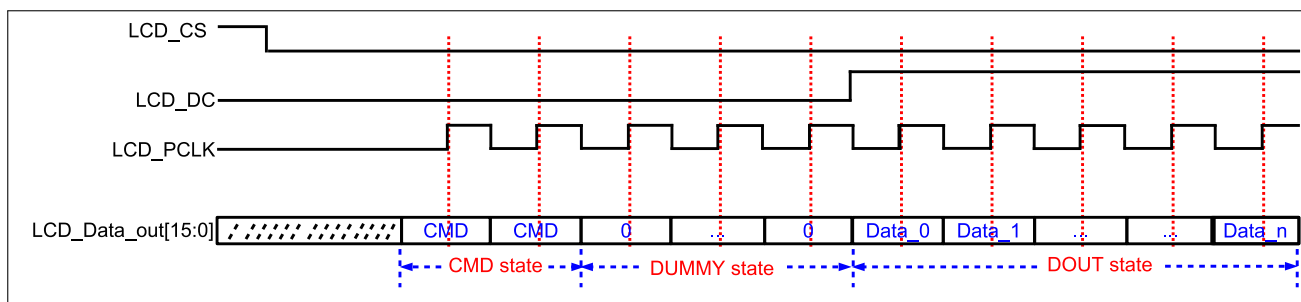 LCD_CS
LCD_DC
LCD_PCLK
LCD_Data_out[15:0] CMD CMD 0 ... 0 Data_0 Data_1 ... ... Data_n
CMD state DUMMY state DOUT state